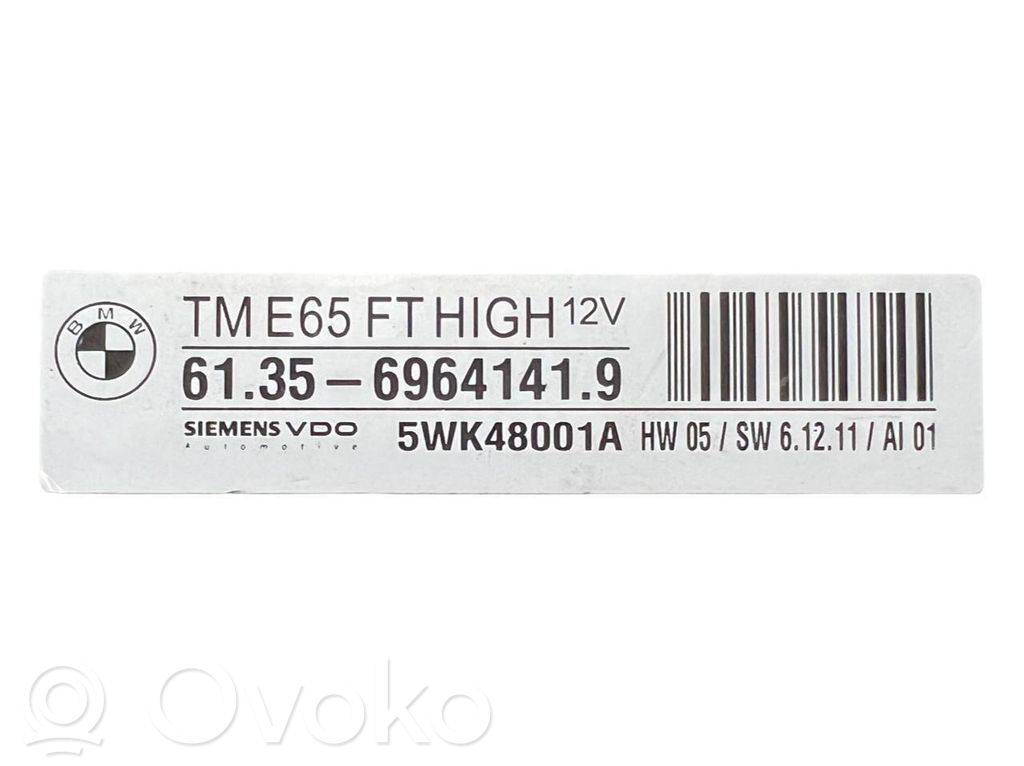 BMW
TM E65 FT HIGH 12V
61.35 – 6964141.9
SIEMENS VDO
Automotive
5WK48001A HW 05 / SW 6.12.11 / AI 01
Ovoko